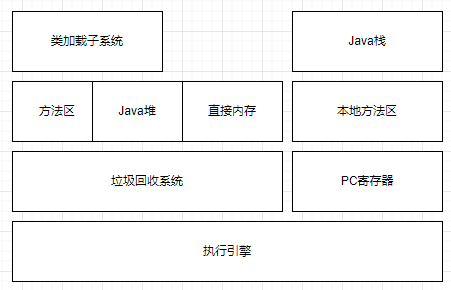 类加载子系统
Java栈
方法区
Java堆
直接内存
本地方法区
垃圾回收系统
PC寄存器
执行引擎